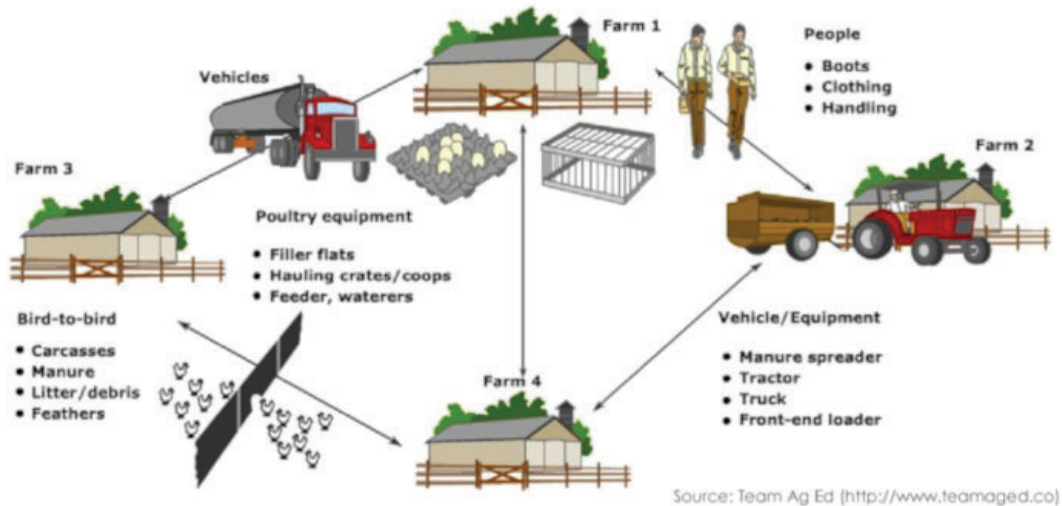 Farm 1
People
• Boots
• Clothing
• Handling
Vehicles
Farm 2
Farm 3
Poultry equipment
• Filler flats
• Hauling crates/coops
• Feeder, waterers
Bird-to-bird
• Carcasses
• Manure
• Litter/debris
• Feathers
Vehicle/Equipment
• Manure spreader
• Tractor
• Truck
• Front-end loader
Farm 4
Source: Team Ag Ed (http://www.teamaged.co)